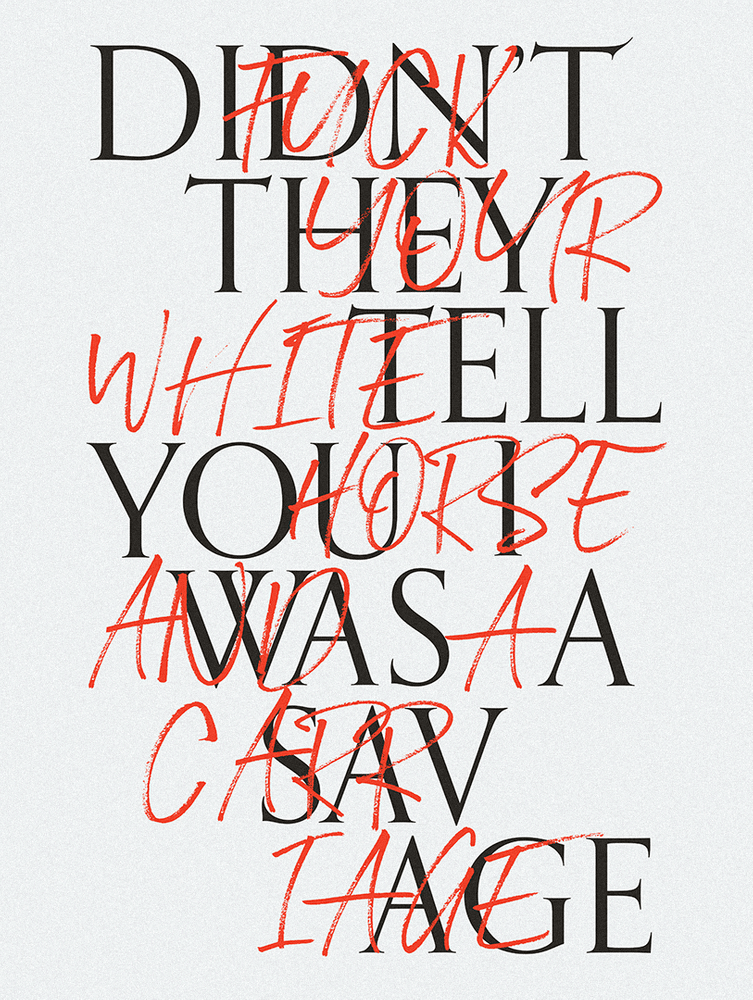 DIDN'T
FUCK
THEY
YOUR
TELL
WHITE
YOU I
HORSE
WAS A
AND A
SAV
CARR
AGE
IAGE